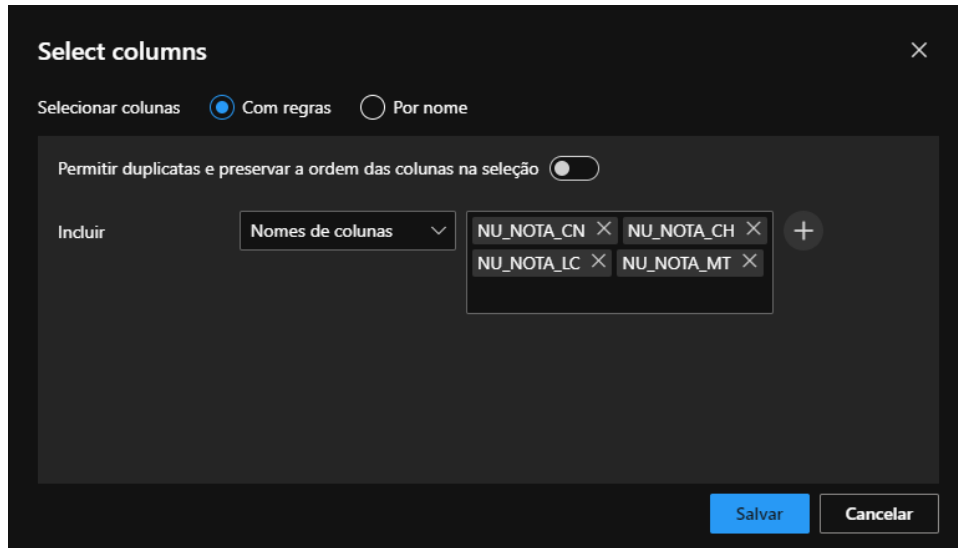 Select columns
Selecionar colunas Com regras Por nome
Permitir duplicatas e preservar a ordem das colunas na seleção
Incluir Nomes de colunas NU_NOTA_CN NU_NOTA_CH
NU_NOTA_LC NU_NOTA_MT
Salvar Cancelar